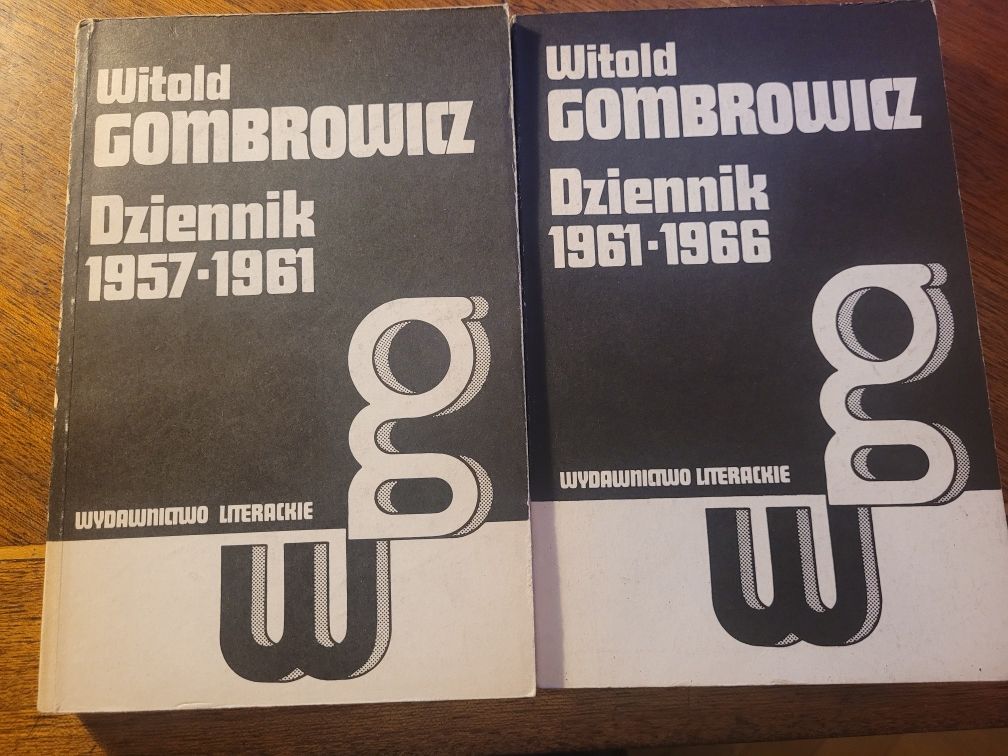 Witold
GOMBROWICZ
Dziennik
1957·1961
g
WYDAWNICTWO LITERACKIE
w
Witold
GOMBROWICZ
Dziennik
1961·1966
g
WYDAWNICTWO LITERACKIE
w